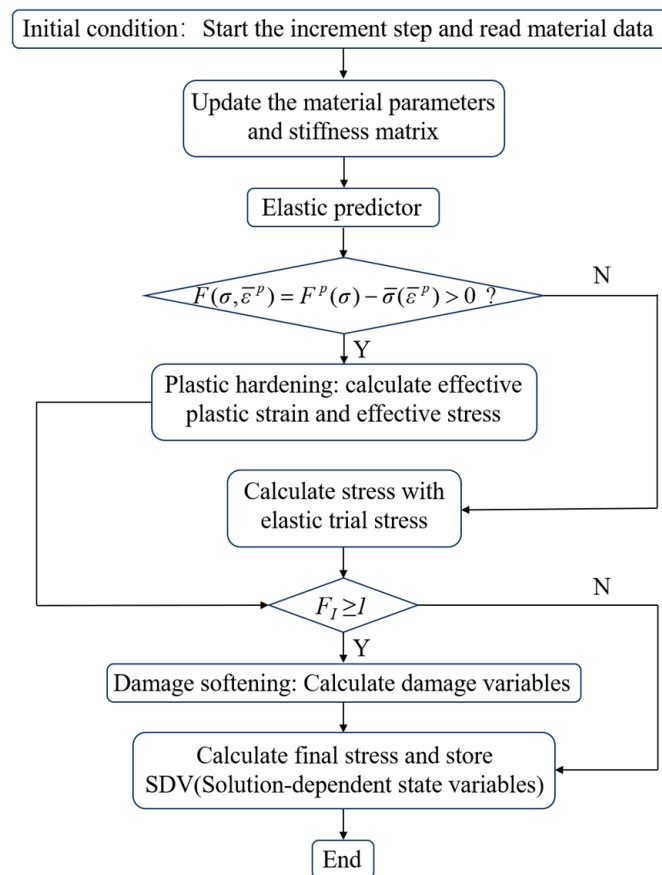 Initial condition: Start the increment step and read material data
Update the material parameters
and stiffness matrix
Elastic predictor
F(σ,ε̄ᵖ) = Fᵖ(σ) − σ̄(ε̄ᵖ) > 0 ?
N
Y
Plastic hardening: calculate effective
plastic strain and effective stress
Calculate stress with
elastic trial stress
F_I ≥1
N
Y
Damage softening: Calculate damage variables
Calculate final stress and store
SDV(Solution-dependent state variables)
End